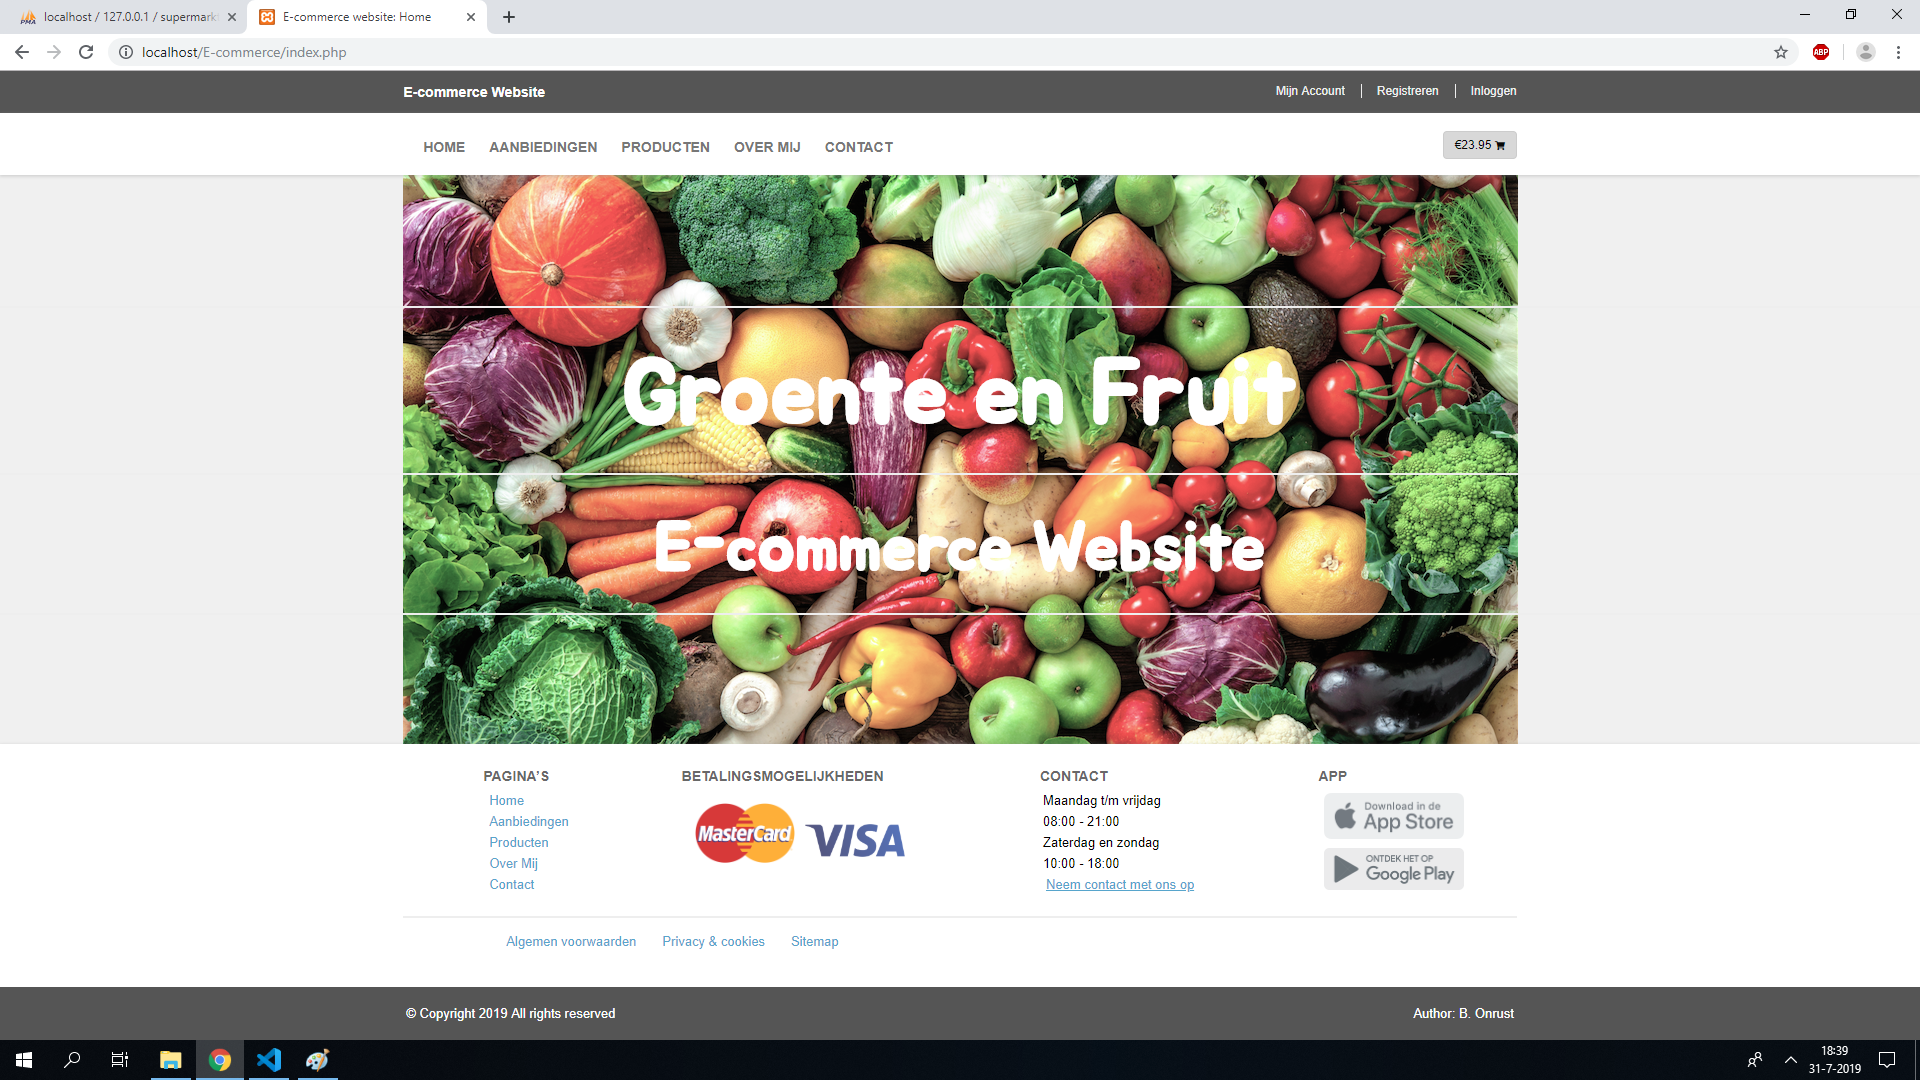 localhost / 127.0.0.1 / supermark
E-commerce website: Home
localhost/E-commerce/index.php
ABP
E-commerce Website
Mijn Account
Registreren
Inloggen
HOME AANBIEDINGEN PRODUCTEN OVER MIJ CONTACT
€23.95
Groente en Fruit
E-commerce Website
PAGINA'S
Home
Aanbiedingen
Producten
Over Mij
Contact
BETALINGSMOGELIJKHEDEN
MasterCard VISA
CONTACT
Maandag t/m vrijdag
08:00 - 21:00
Zaterdag en zondag
10:00 - 18:00
Neem contact met ons op
APP
Download in de
App Store
ONTDEK HET OP
Google Play
Algemen voorwaarden Privacy & cookies Sitemap
© Copyright 2019 All rights reserved
Author: B. Onrust
18:39
31-7-2019